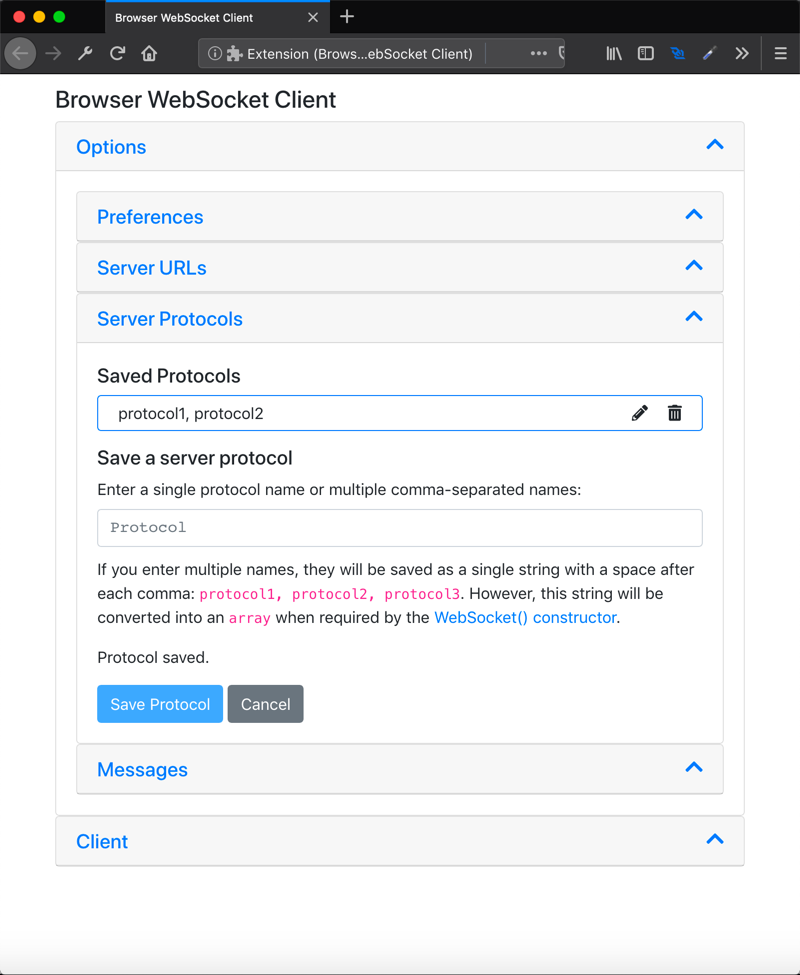 Browser WebSocket Client
Extension (Brows...ebSocket Client)
Browser WebSocket Client
Options
Preferences
Server URLs
Server Protocols
Saved Protocols
protocol1, protocol2
Save a server protocol
Enter a single protocol name or multiple comma-separated names:
Protocol
If you enter multiple names, they will be saved as a single string with a space after
each comma: protocol1, protocol2, protocol3. However, this string will be
converted into an array when required by the WebSocket() constructor.
Protocol saved.
Save Protocol Cancel
Messages
Client